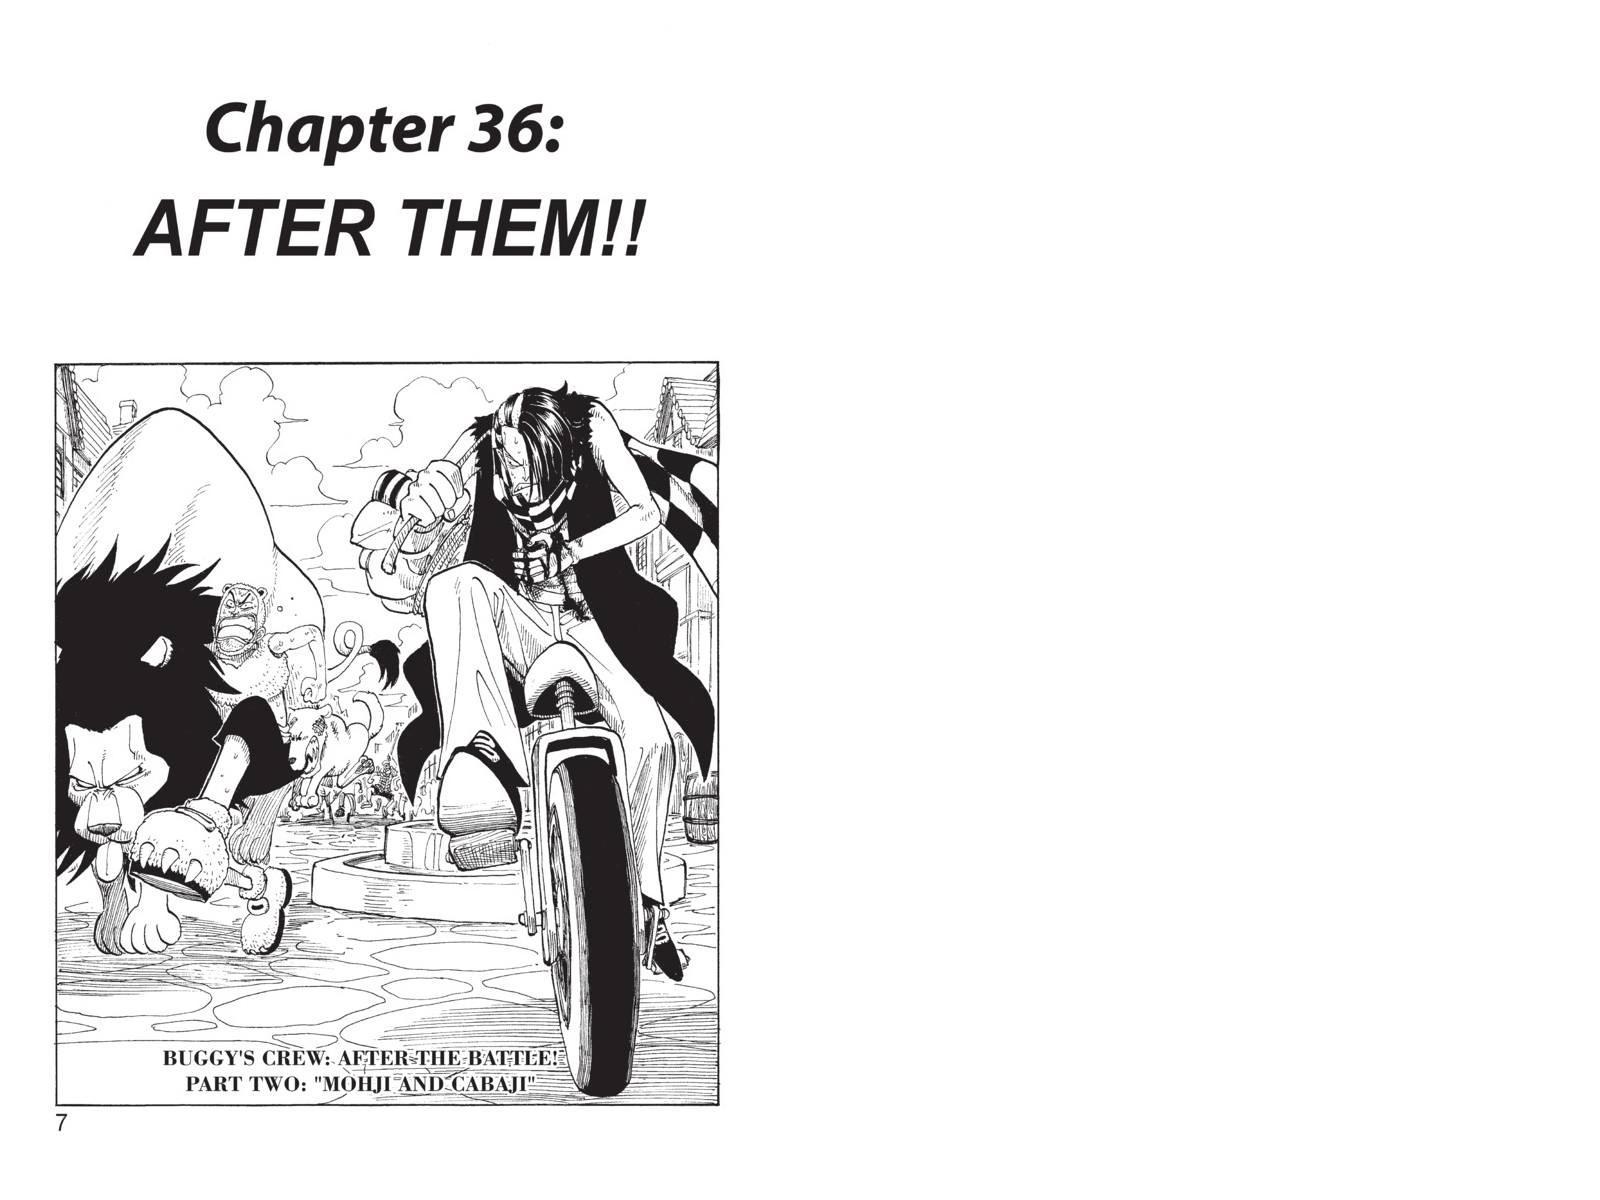 Chapter 36:
AFTER THEM!!
BUGGY'S CREW: AFTER THE BATTLE!
PART TWO: "MOHJI AND CABAJI"
7